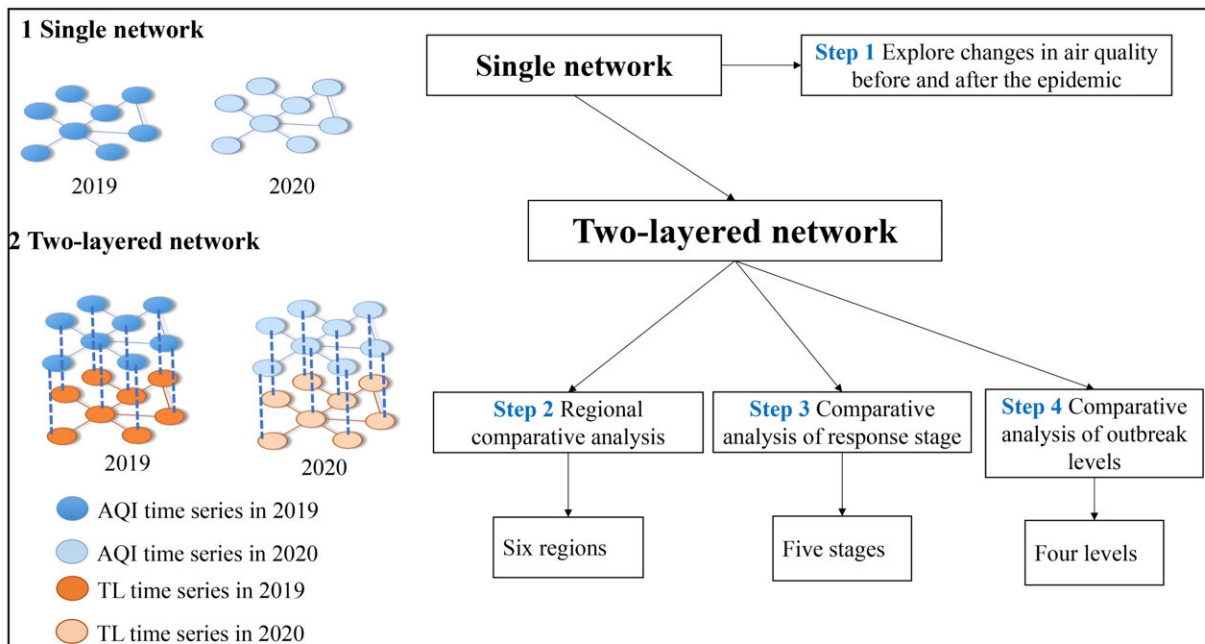 1 Single network
2019
2020
2 Two-layered network
2019
2020
AQI time series in 2019
AQI time series in 2020
TL time series in 2019
TL time series in 2020
Single network
Step 1 Explore changes in air quality
before and after the epidemic
Two-layered network
Step 2 Regional
comparative analysis
Step 3 Comparative
analysis of response stage
Step 4 Comparative
analysis of outbreak
levels
Six regions
Five stages
Four levels